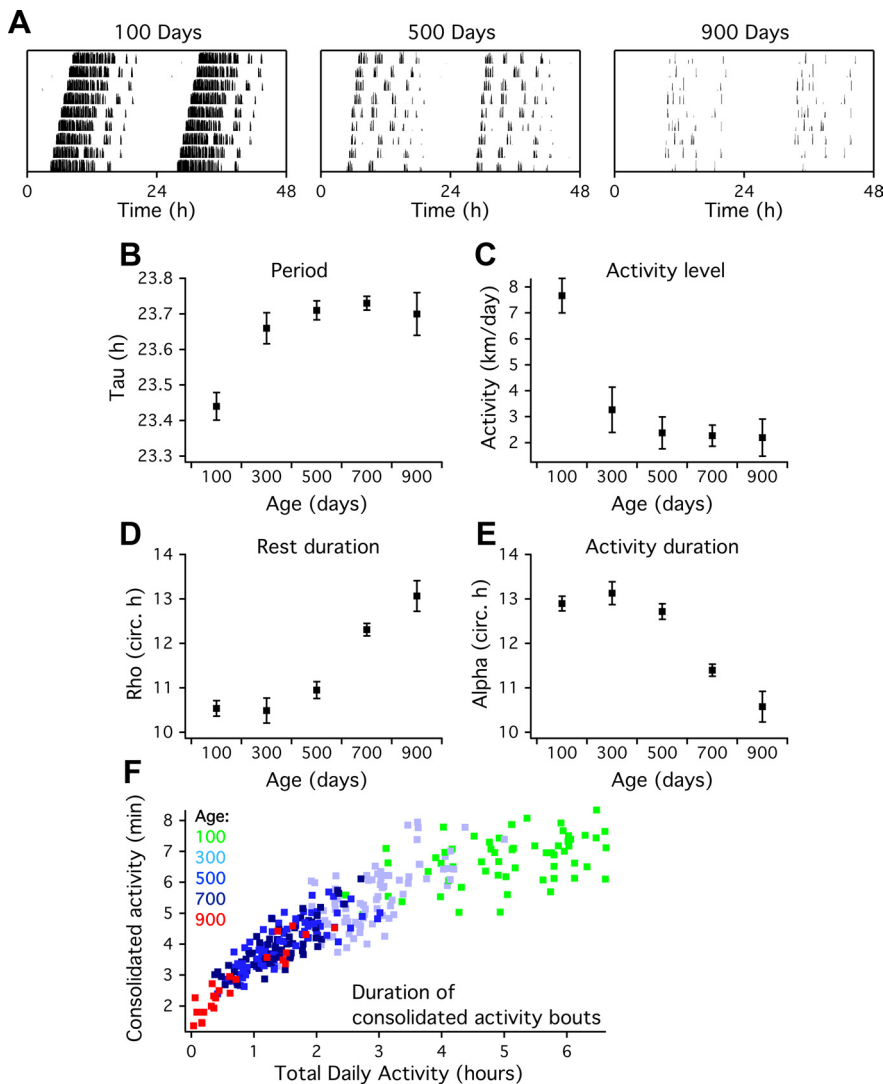 A
100 Days
500 Days
900 Days
0 24 48
0 24 48
0 24 48
Time (h)
Time (h)
Time (h)
B
Period
23.8
23.7
23.6
23.5
23.4
23.3
Tau (h)
100 300 500 700 900
Age (days)
C
Activity level
8
7
6
5
4
3
2
Activity (km/day)
100 300 500 700 900
Age (days)
D
Rest duration
14
13
12
11
10
Rho (circ. h)
100 300 500 700 900
Age (days)
E
Activity duration
14
13
12
11
10
Alpha (circ. h)
100 300 500 700 900
Age (days)
F
Consolidated activity (min)
8
7
6
5
4
3
2
Age:
100
300
500
700
900
Duration of
consolidated activity bouts
0 1 2 3 4 5 6
Total Daily Activity (hours)